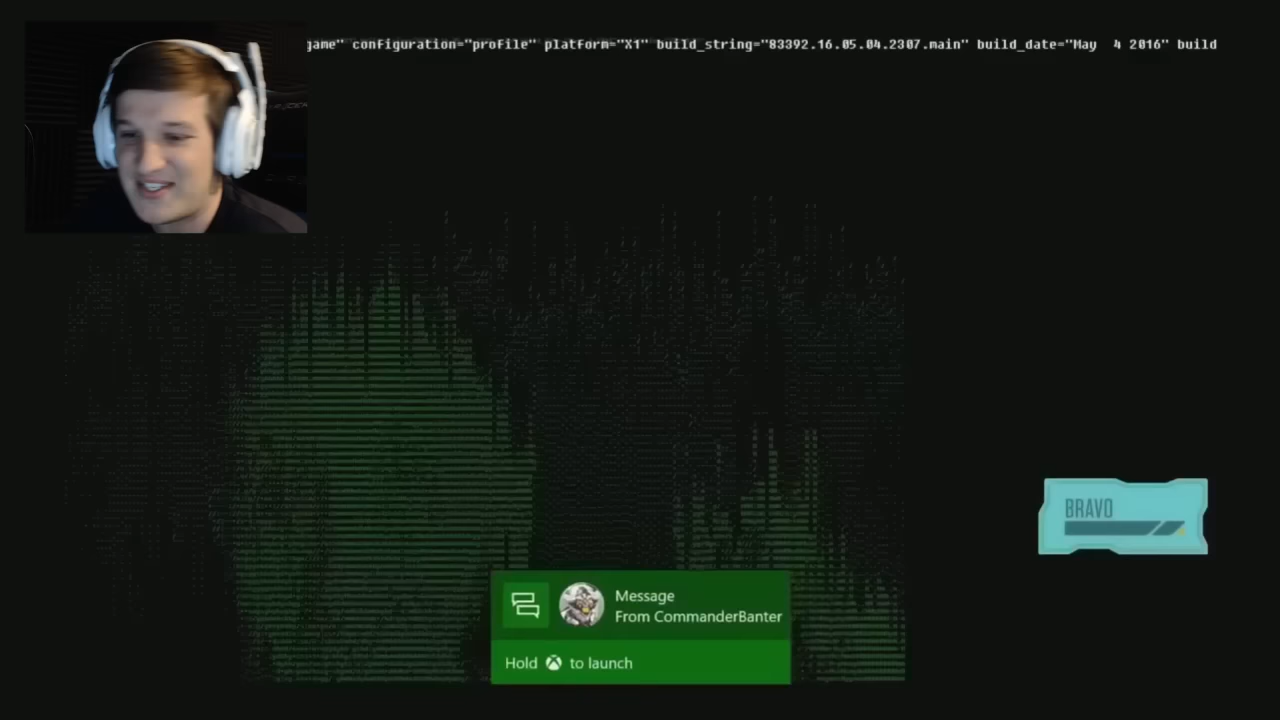 game" configuration="profile" platform="X1" build_string="83392.16.05.04.2307.main" build_date="May  4 2016" build
BRAVO
Message
From CommanderBanter
Hold to launch